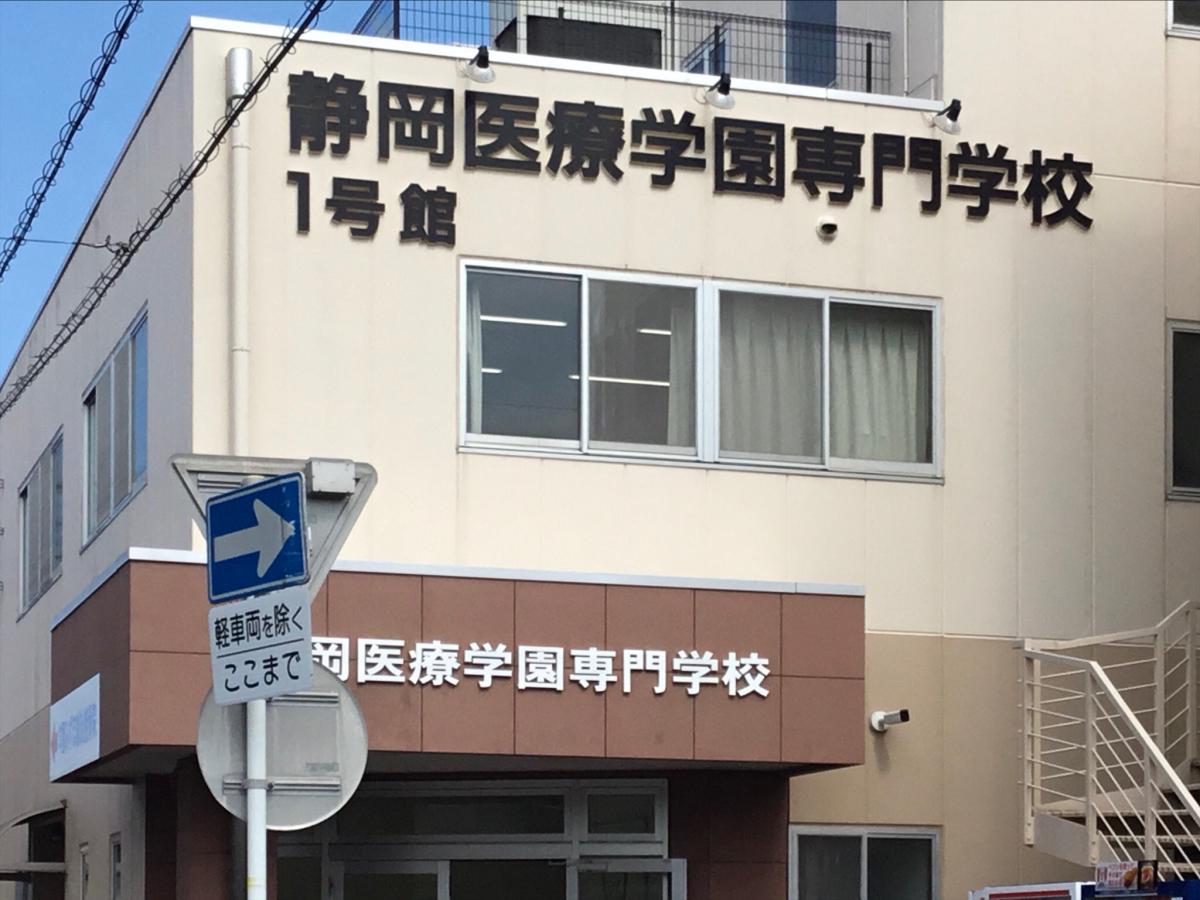 静岡医療学園専門学校
1号館
岡医療学園専門学校
軽車両を除く
ここまで